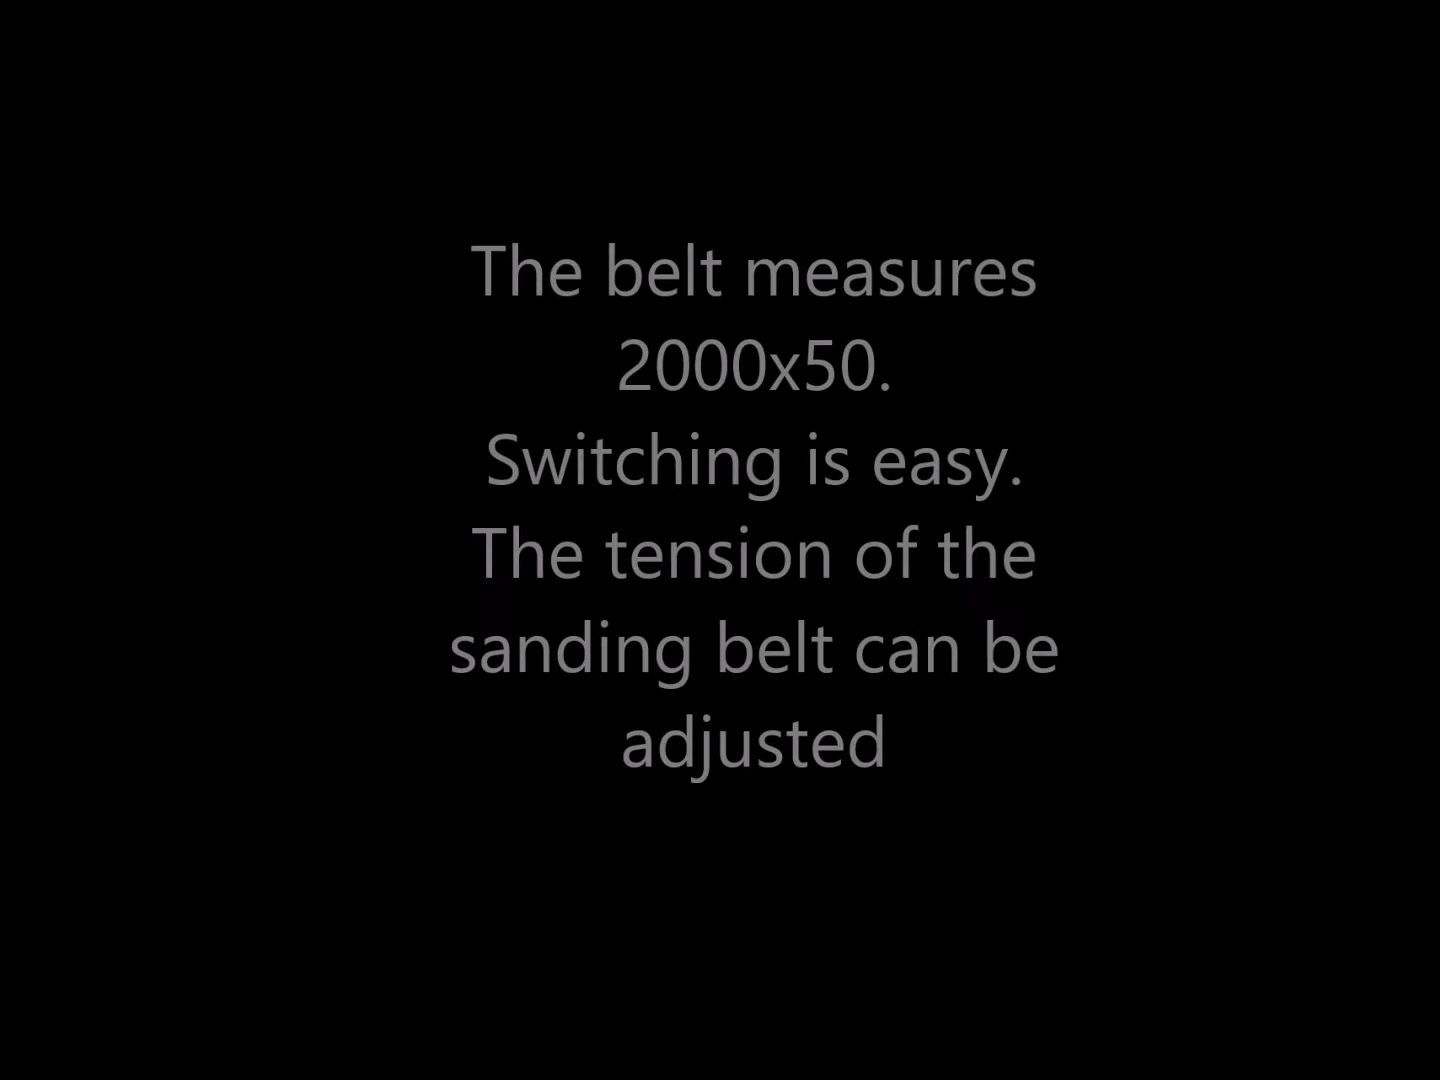 The belt measures
2000x50.
Switching is easy.
The tension of the
sanding belt can be
adjusted